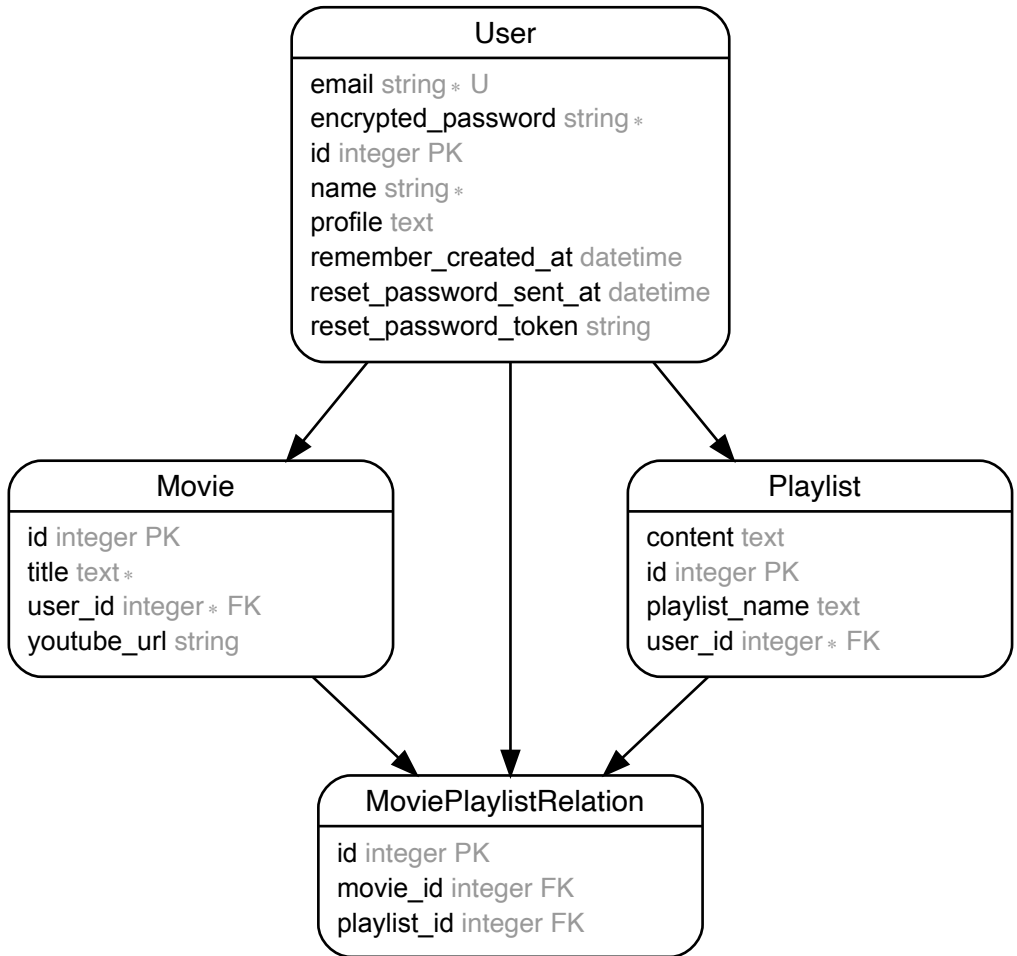 User
email string ∗ U
encrypted_password string ∗
id integer PK
name string ∗
profile text
remember_created_at datetime
reset_password_sent_at datetime
reset_password_token string
Movie
id integer PK
title text ∗
user_id integer ∗ FK
youtube_url string
Playlist
content text
id integer PK
playlist_name text
user_id integer ∗ FK
MoviePlaylistRelation
id integer PK
movie_id integer FK
playlist_id integer FK